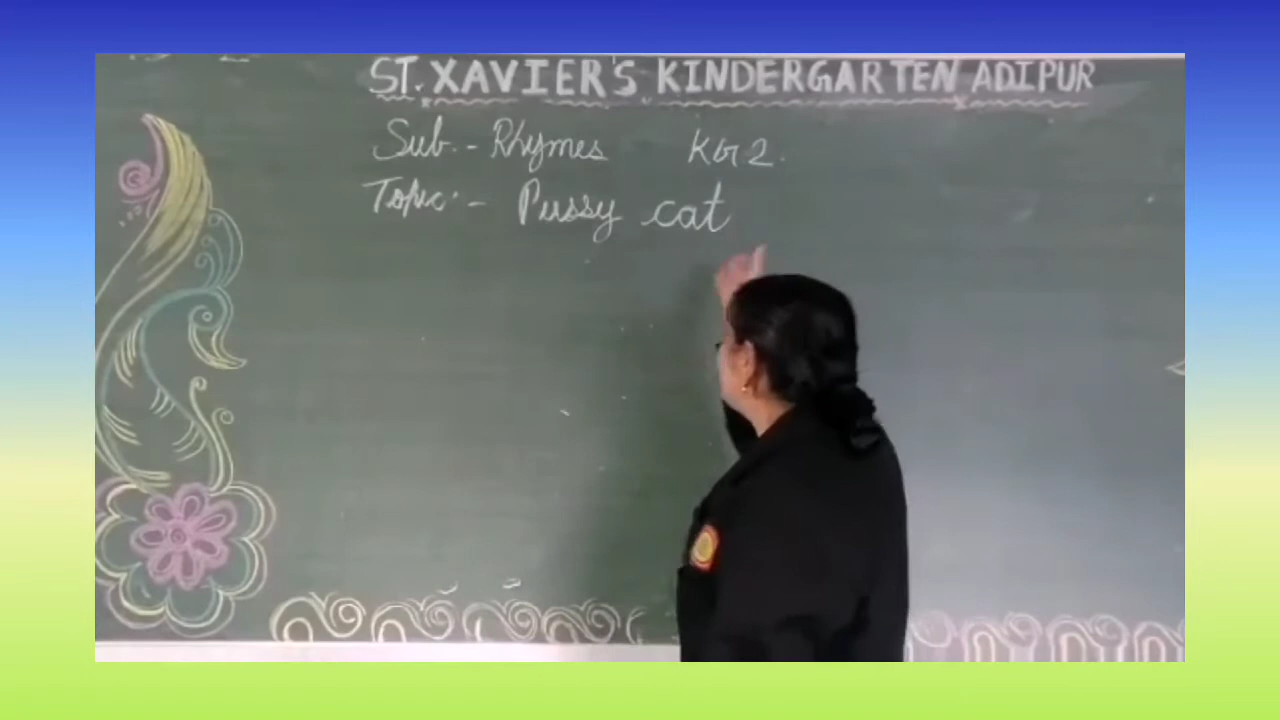 ST. XAVIER'S KINDERGARTEN ADIPUR
Sub.- Rhymes KG 2.
Topic:- Pussy cat